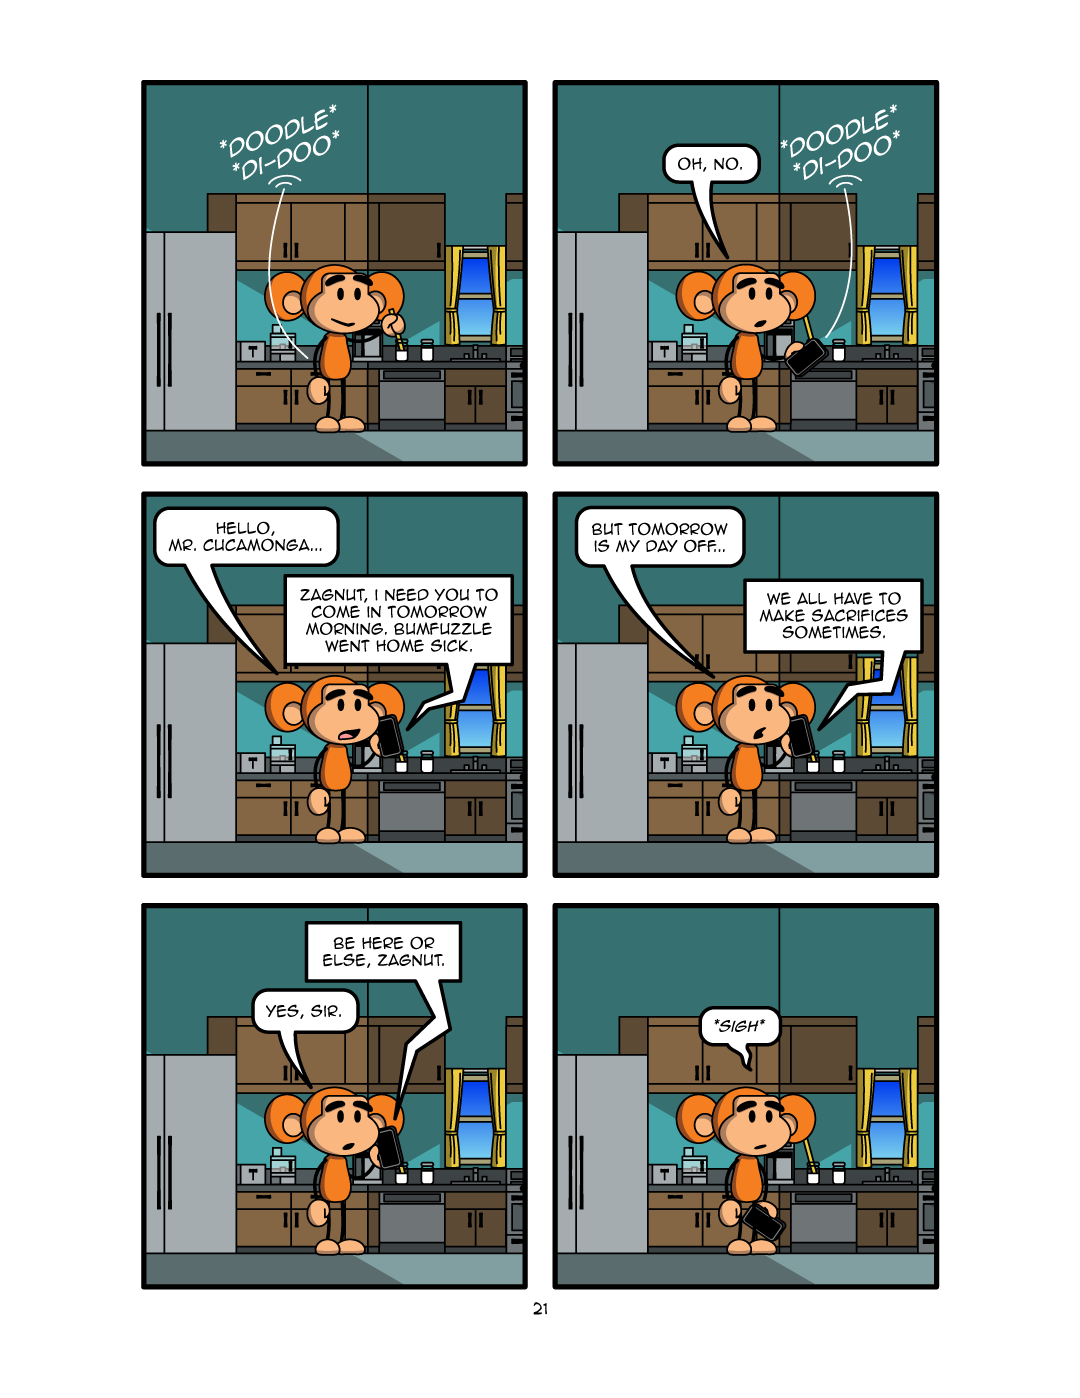 *DOODLE*
*DI-DOO*
OH, NO.
*DOODLE*
*DI-DOO*
HELLO,
MR. CUCAMONGA...
ZAGNUT, I NEED YOU TO
COME IN TOMORROW
MORNING. BUMFUZZLE
WENT HOME SICK.
BUT TOMORROW
IS MY DAY OFF...
WE ALL HAVE TO
MAKE SACRIFICES
SOMETIMES.
BE HERE OR
ELSE, ZAGNUT.
YES, SIR.
*SIGH*
21